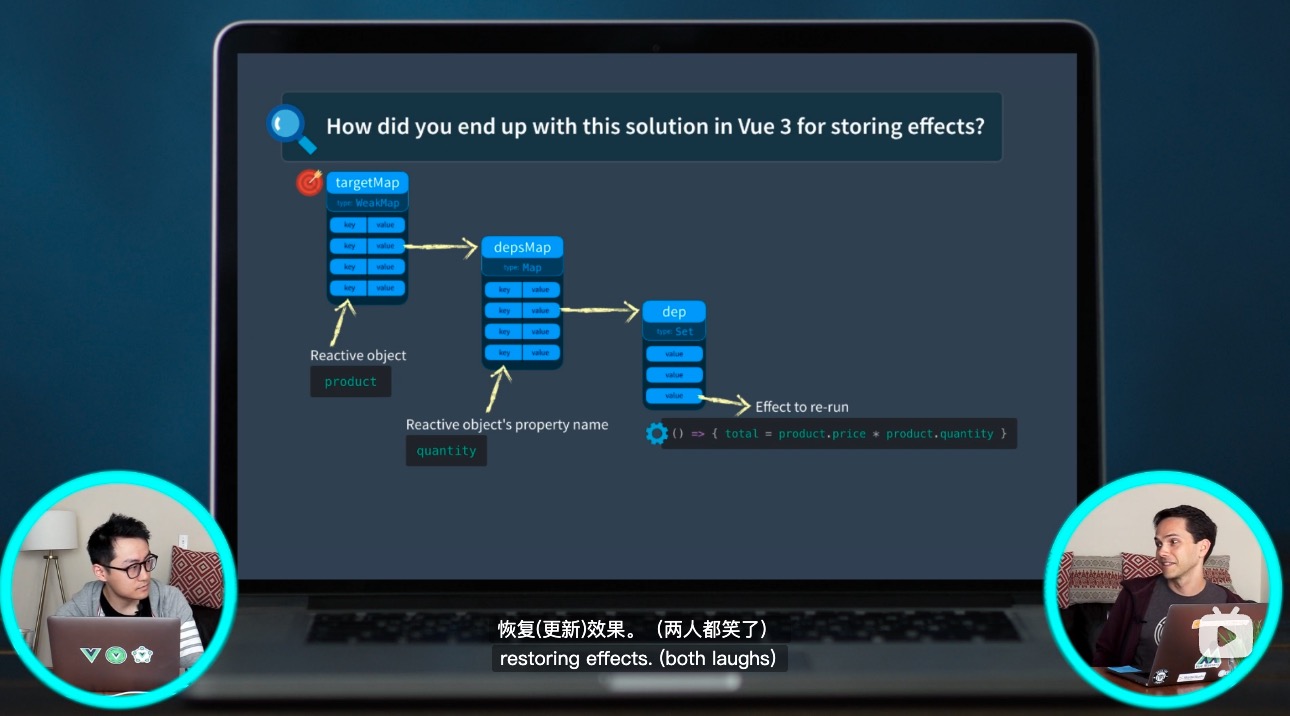 How did you end up with this solution in Vue 3 for storing effects?
targetMap
type: WeakMap
key value
key value
key value
key value
depsMap
type: Map
key value
key value
key value
key value
dep
type: Set
value
value
value
Reactive object
product
Reactive object's property name
quantity
Effect to re-run
() => { total = product.price * product.quantity }
恢复(更新)效果。（两人都笑了）
restoring effects. (both laughs)